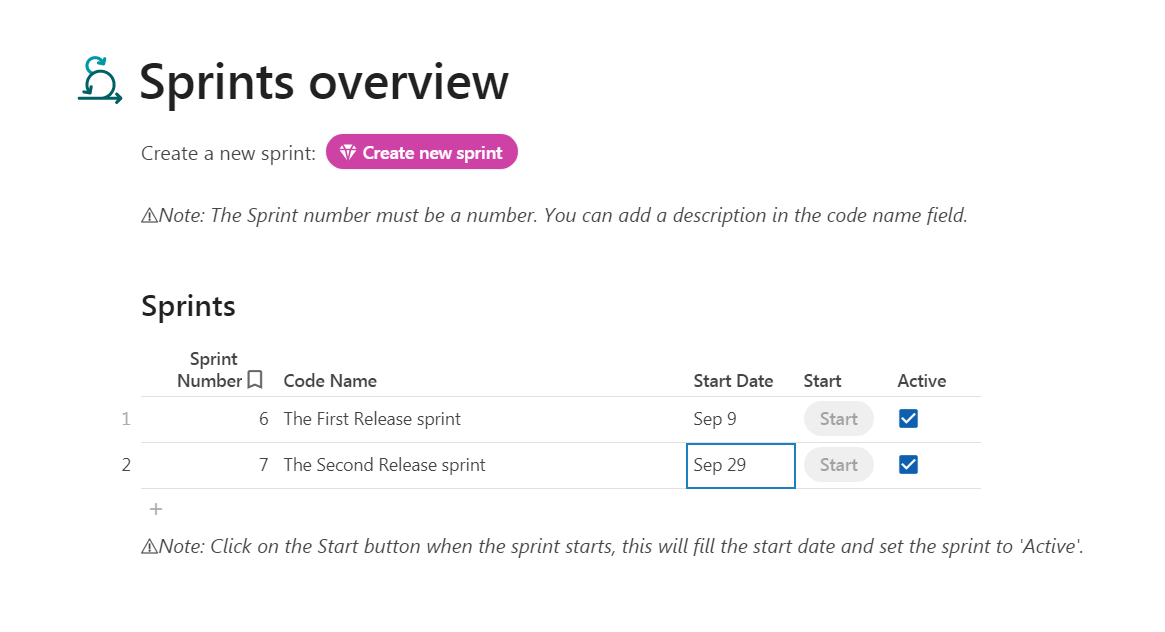 Sprints overview
Create a new sprint: Create new sprint
⚠Note: The Sprint number must be a number. You can add a description in the code name field.
Sprints
Sprint
Number Code Name Start Date Start Active
1 6 The First Release sprint Sep 9 Start
2 7 The Second Release sprint Sep 29 Start
+
⚠Note: Click on the Start button when the sprint starts, this will fill the start date and set the sprint to 'Active'.